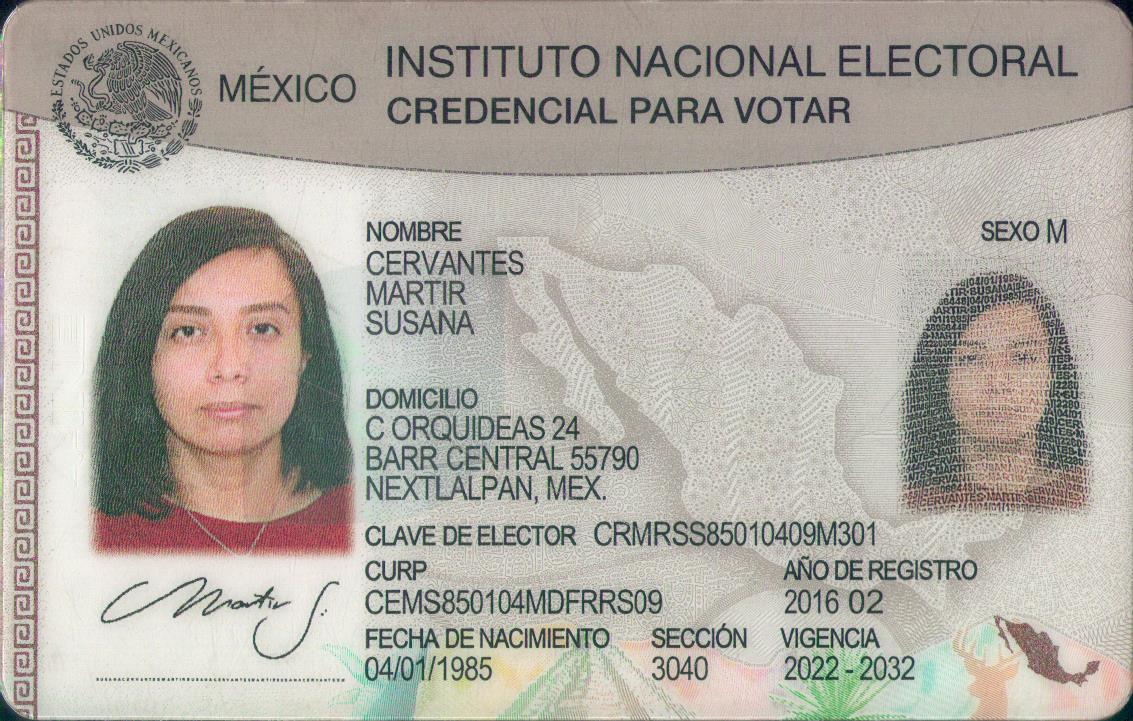 ESTADOS UNIDOS MEXICANOS
MÉXICO
INSTITUTO NACIONAL ELECTORAL
CREDENCIAL PARA VOTAR
NOMBRE
CERVANTES
MARTIR
SUSANA
SEXO M
DOMICILIO
C ORQUIDEAS 24
BARR CENTRAL 55790
NEXTLALPAN, MEX.
CLAVE DE ELECTOR CRMRSS85010409M301
CURP
CEMS850104MDFRRS09
AÑO DE REGISTRO
2016 02
FECHA DE NACIMIENTO
04/01/1985
SECCIÓN
3040
VIGENCIA
2022 - 2032
Martir S.